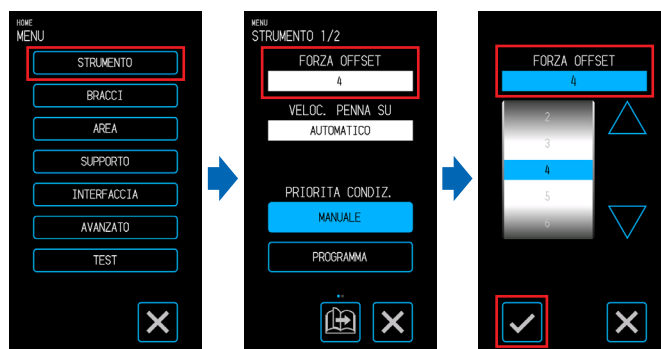 HOME
MENU
STRUMENTO
BRACCI
AREA
SUPPORTO
INTERFACCIA
AVANZATO
TEST
MENU
STRUMENTO 1/2
FORZA OFFSET
4
VELOC. PENNA SU
AUTOMATICO
PRIORITA CONDIZ.
MANUALE
PROGRAMMA
FORZA OFFSET
4
2
3
4
5
6